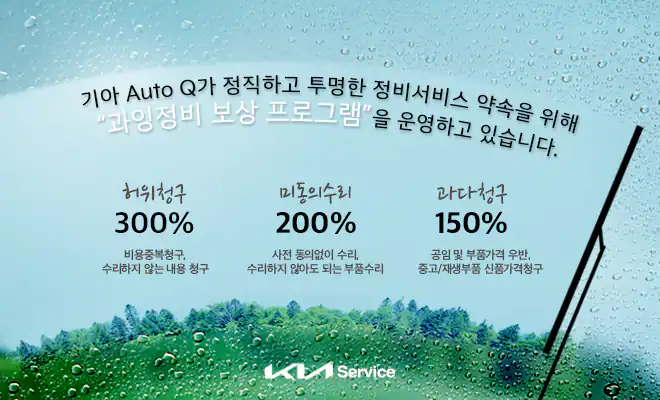 기아 Auto Q가 정직하고 투명한 정비서비스 약속을 위해
"과잉정비 보상 프로그램"을 운영하고 있습니다.
허위청구
300%
비용중복청구,
수리하지 않는 내용 청구
미동의수리
200%
사전 동의없이 수리,
수리하지 않아도 되는 부품수리
과다청구
150%
공임 및 부품가격 위반,
중고/재생부품 신품가격청구
KIA Service